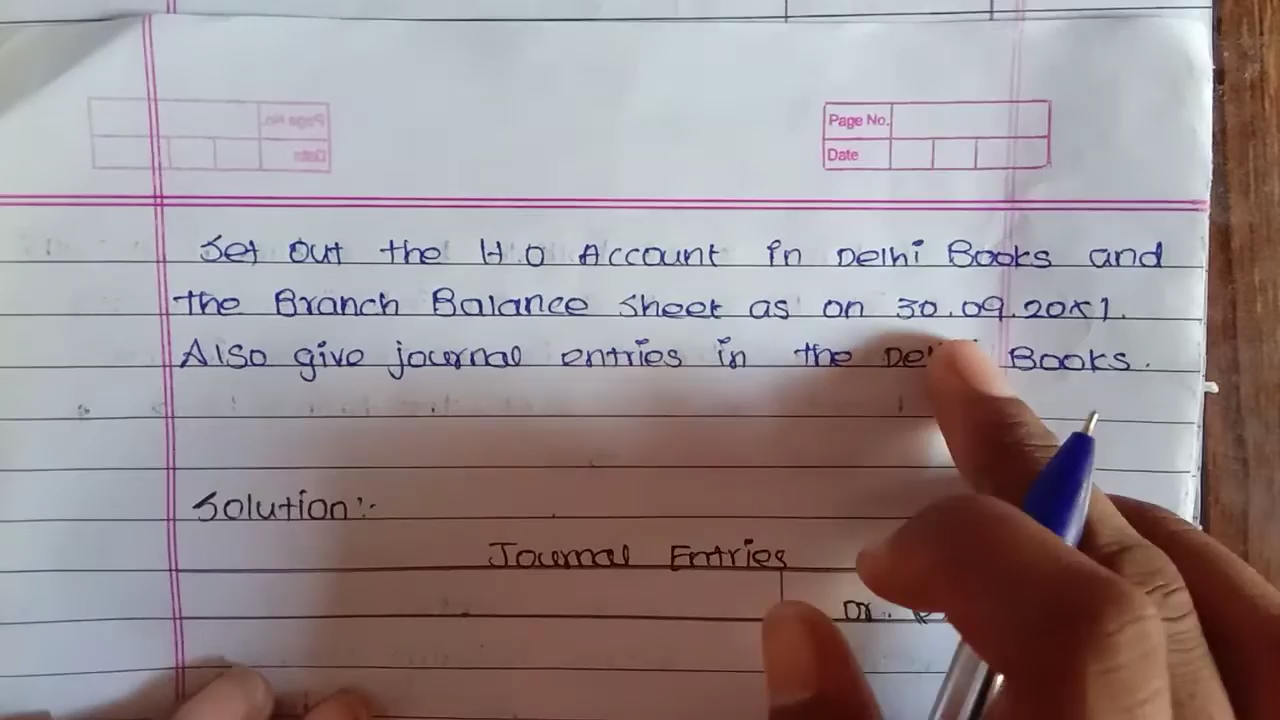 Page No.
Date
Set out the H.O Account in Delhi Books and
the Branch Balance Sheet as on 30.09.20x1.
Also give journal entries in the Books.
Solution:-
Journal Entries
Dr.